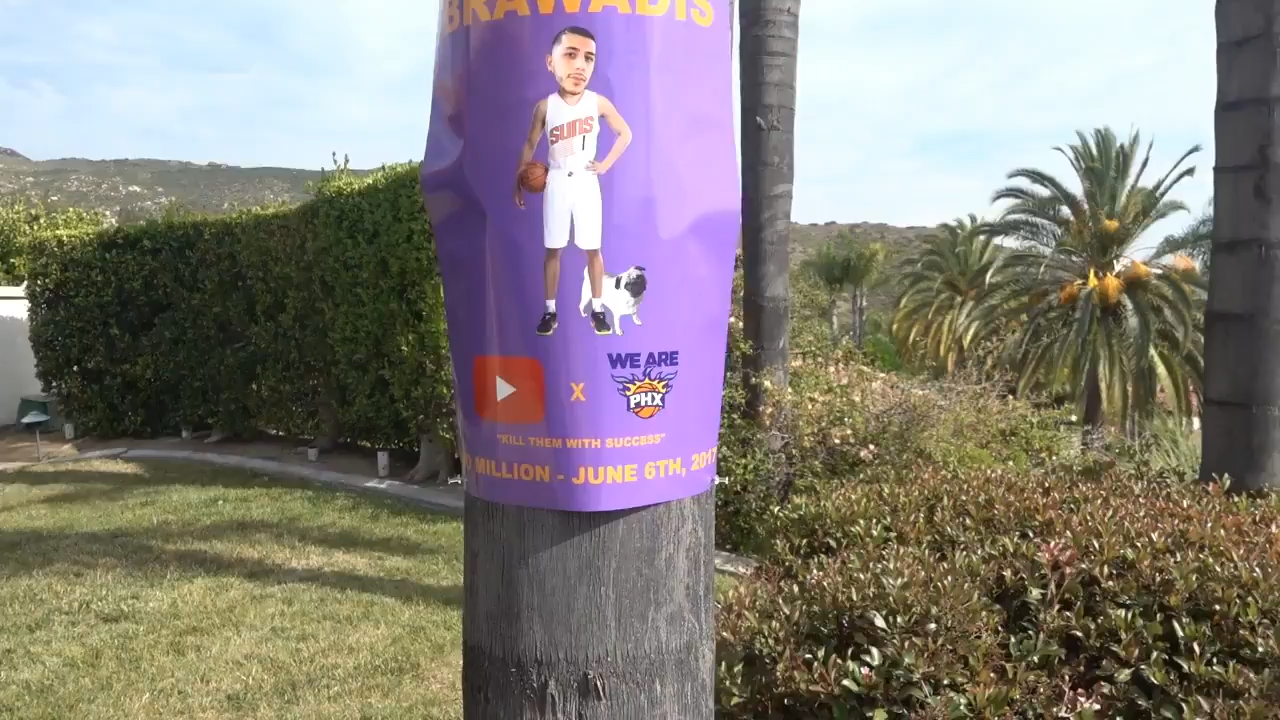 BRAWADIS
SUNS
1
WE ARE
PHX
X
"KILL THEM WITH SUCCESS"
MILLION - JUNE 6TH, 2017